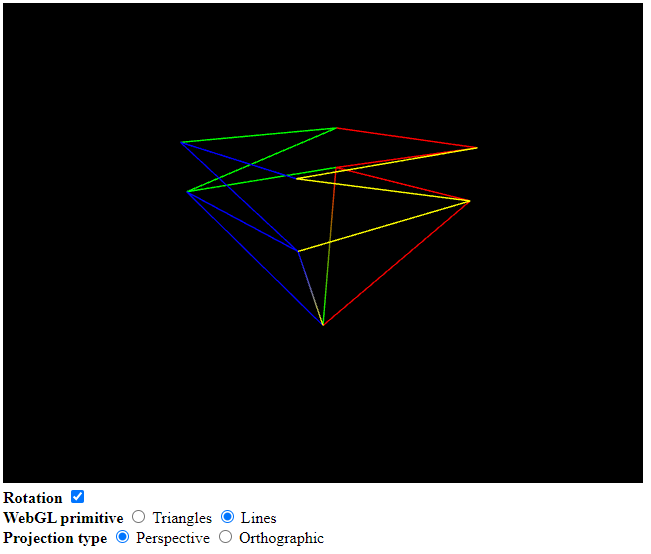 Rotation
WebGL primitive Triangles Lines
Projection type Perspective Orthographic